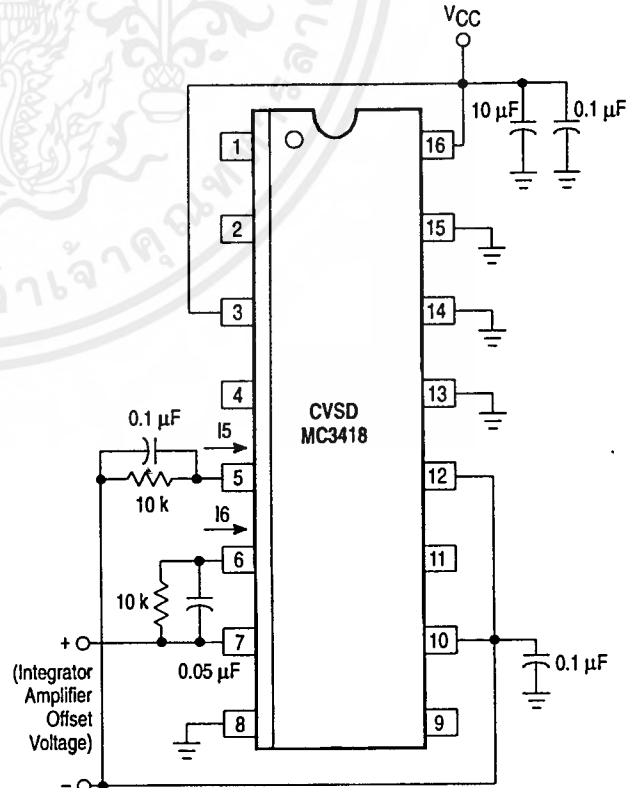 VCC
10 µF
0.1 µF
1
16
2
15
3
14
4
13
CVSD
MC3418
0.1 µF
I5
10 k
5
12
I6
6
11
10 k
+
7
10
0.05 µF
0.1 µF
(Integrator
Amplifier
Offset
Voltage)
8
9
−